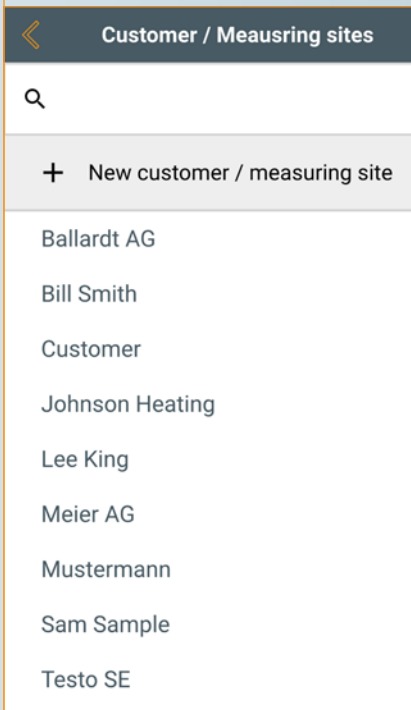 Customer / Meausring sites
New customer / measuring site
Ballardt AG
Bill Smith
Customer
Johnson Heating
Lee King
Meier AG
Mustermann
Sam Sample
Testo SE